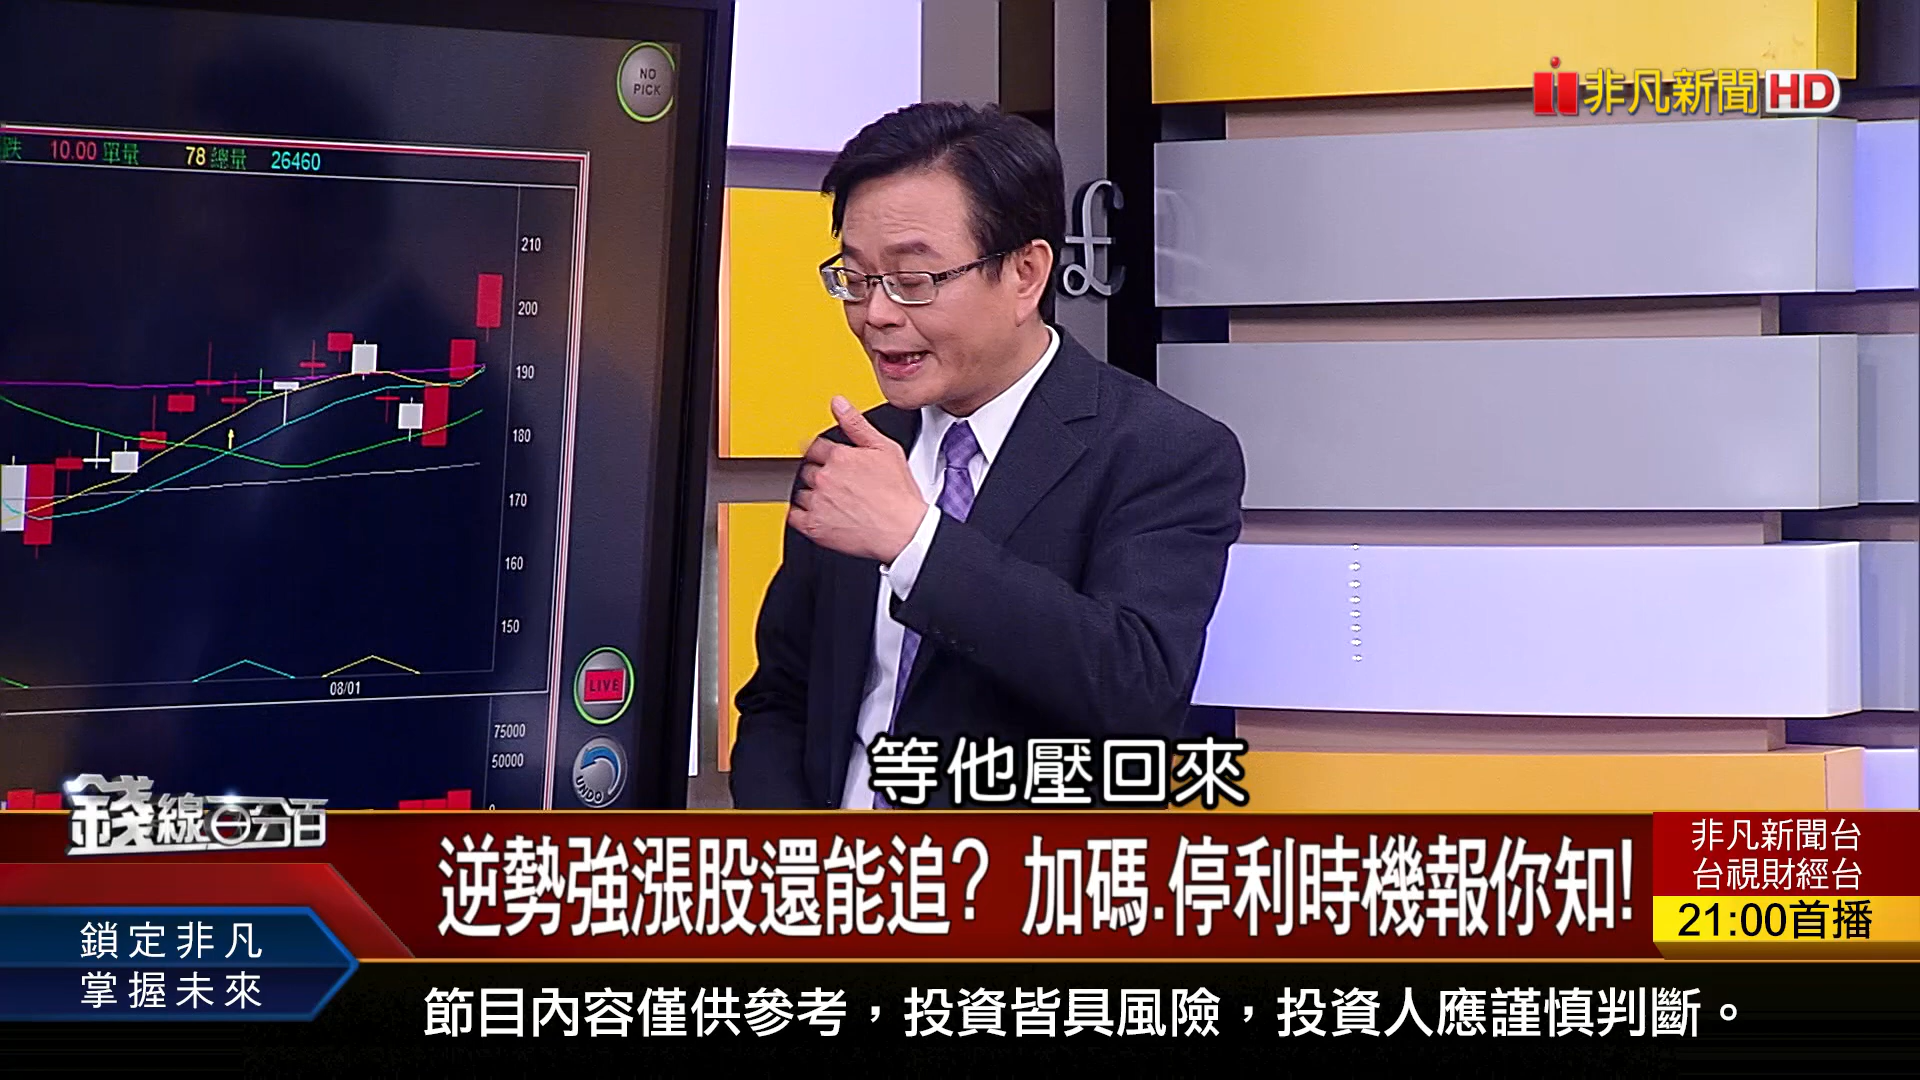 NO
PICK
非凡新聞HD
跌 10.00 單量 78 總量 26460
210
200
£
190
180
170
160
150
08/01
LIVE
75000
50000
UNDO
等他壓回來
錢線百分百
逆勢強漲股還能追? 加碼.停利時機報你知!
非凡新聞台
台視財經台
21:00首播
鎖定非凡
掌握未來
節目內容僅供參考，投資皆具風險，投資人應謹慎判斷。